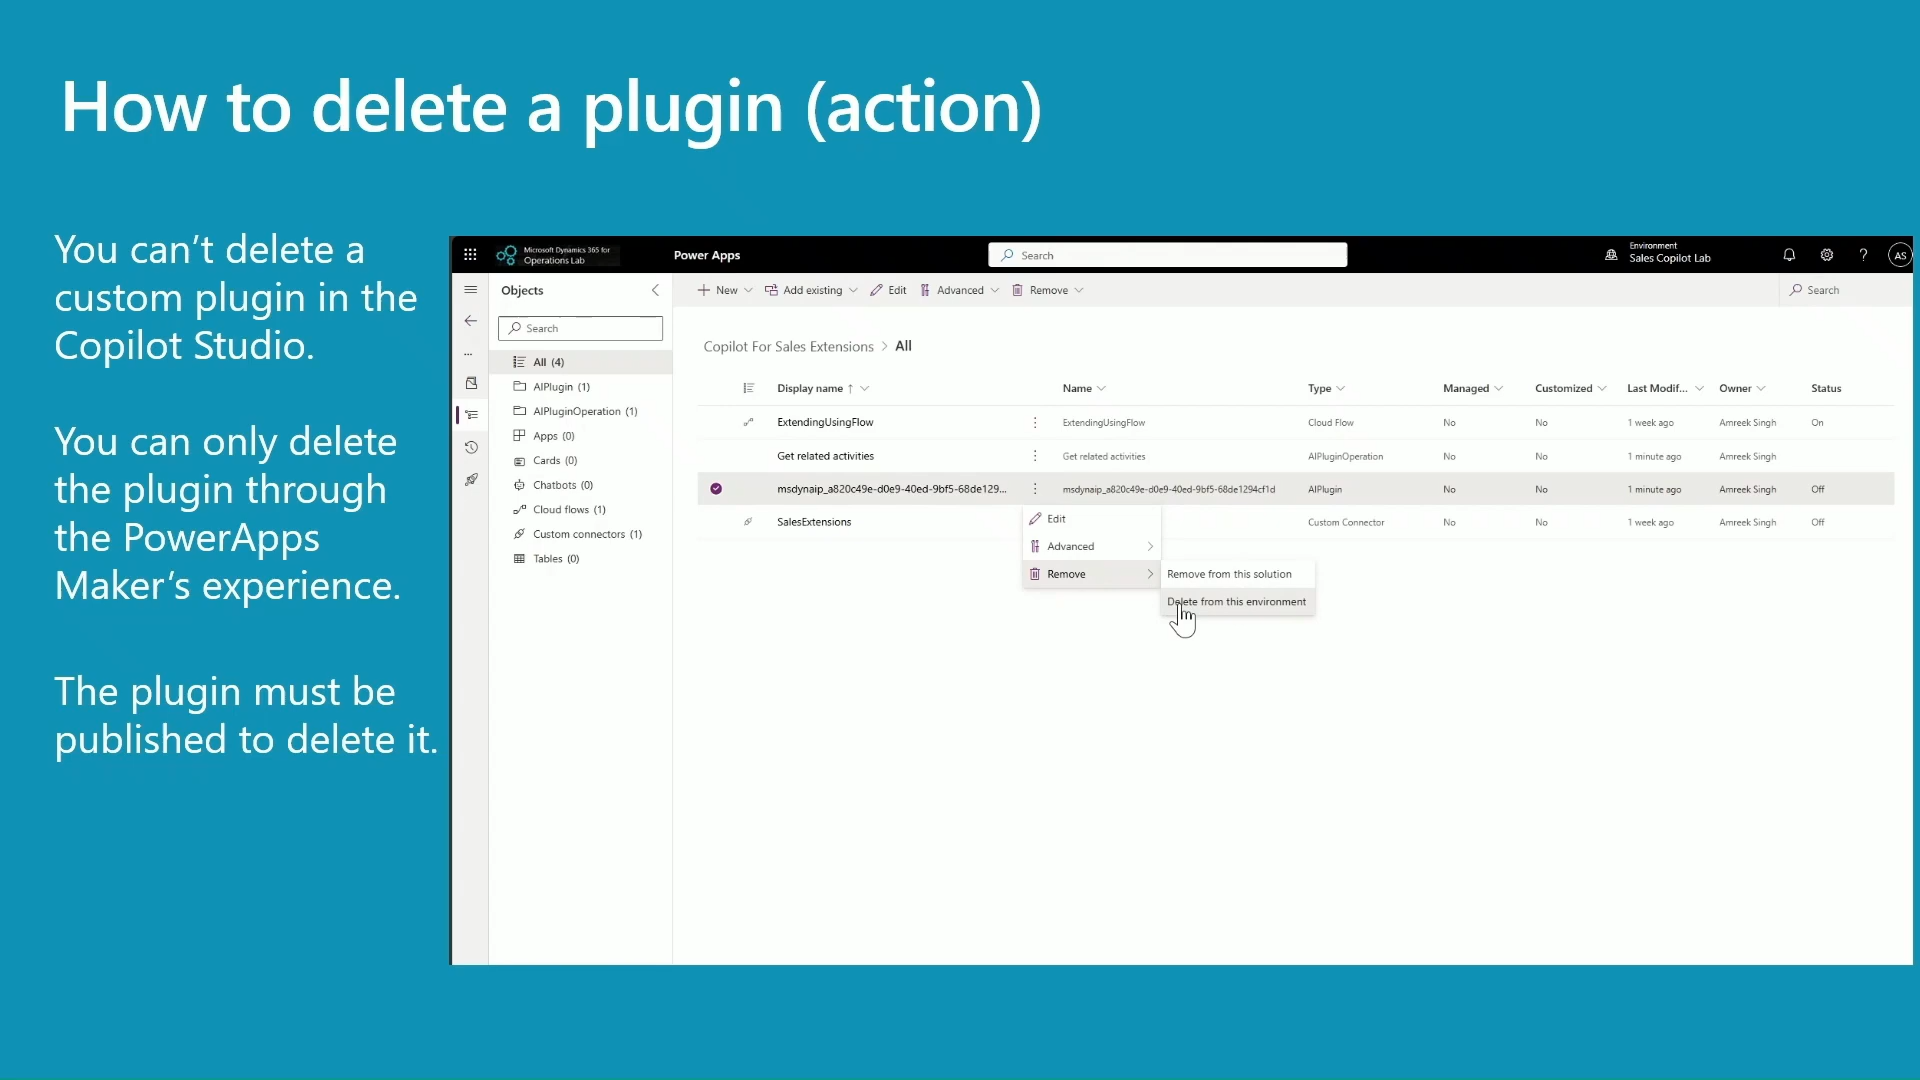 How to delete a plugin (action)
You can’t delete a
custom plugin in the
Copilot Studio.
You can only delete
the plugin through
the PowerApps
Maker’s experience.
The plugin must be
published to delete it.
Microsoft Dynamics 365 for
Operations Lab
Power Apps
Search
Environment
Sales Copilot Lab
?
AS
Objects
New
Add existing
Edit
Advanced
Remove
Search
Search
All (4)
AIPlugin (1)
AIPluginOperation (1)
Apps (0)
Cards (0)
Chatbots (0)
Cloud flows (1)
Custom connectors (1)
Tables (0)
Copilot For Sales Extensions > All
Display name ↑ Name Type Managed Customized Last Modif... Owner Status
ExtendingUsingFlow ExtendingUsingFlow Cloud Flow No No 1 week ago Amreek Singh On
Get related activities Get related activities AIPluginOperation No No 1 minute ago Amreek Singh
msdynaip_a820c49e-d0e9-40ed-9bf5-68de129... msdynaip_a820c49e-d0e9-40ed-9bf5-68de1294cf1d AIPlugin No No 1 minute ago Amreek Singh Off
SalesExtensions Custom Connector No No 1 week ago Amreek Singh Off
Edit
Advanced
Remove
Remove from this solution
Delete from this environment